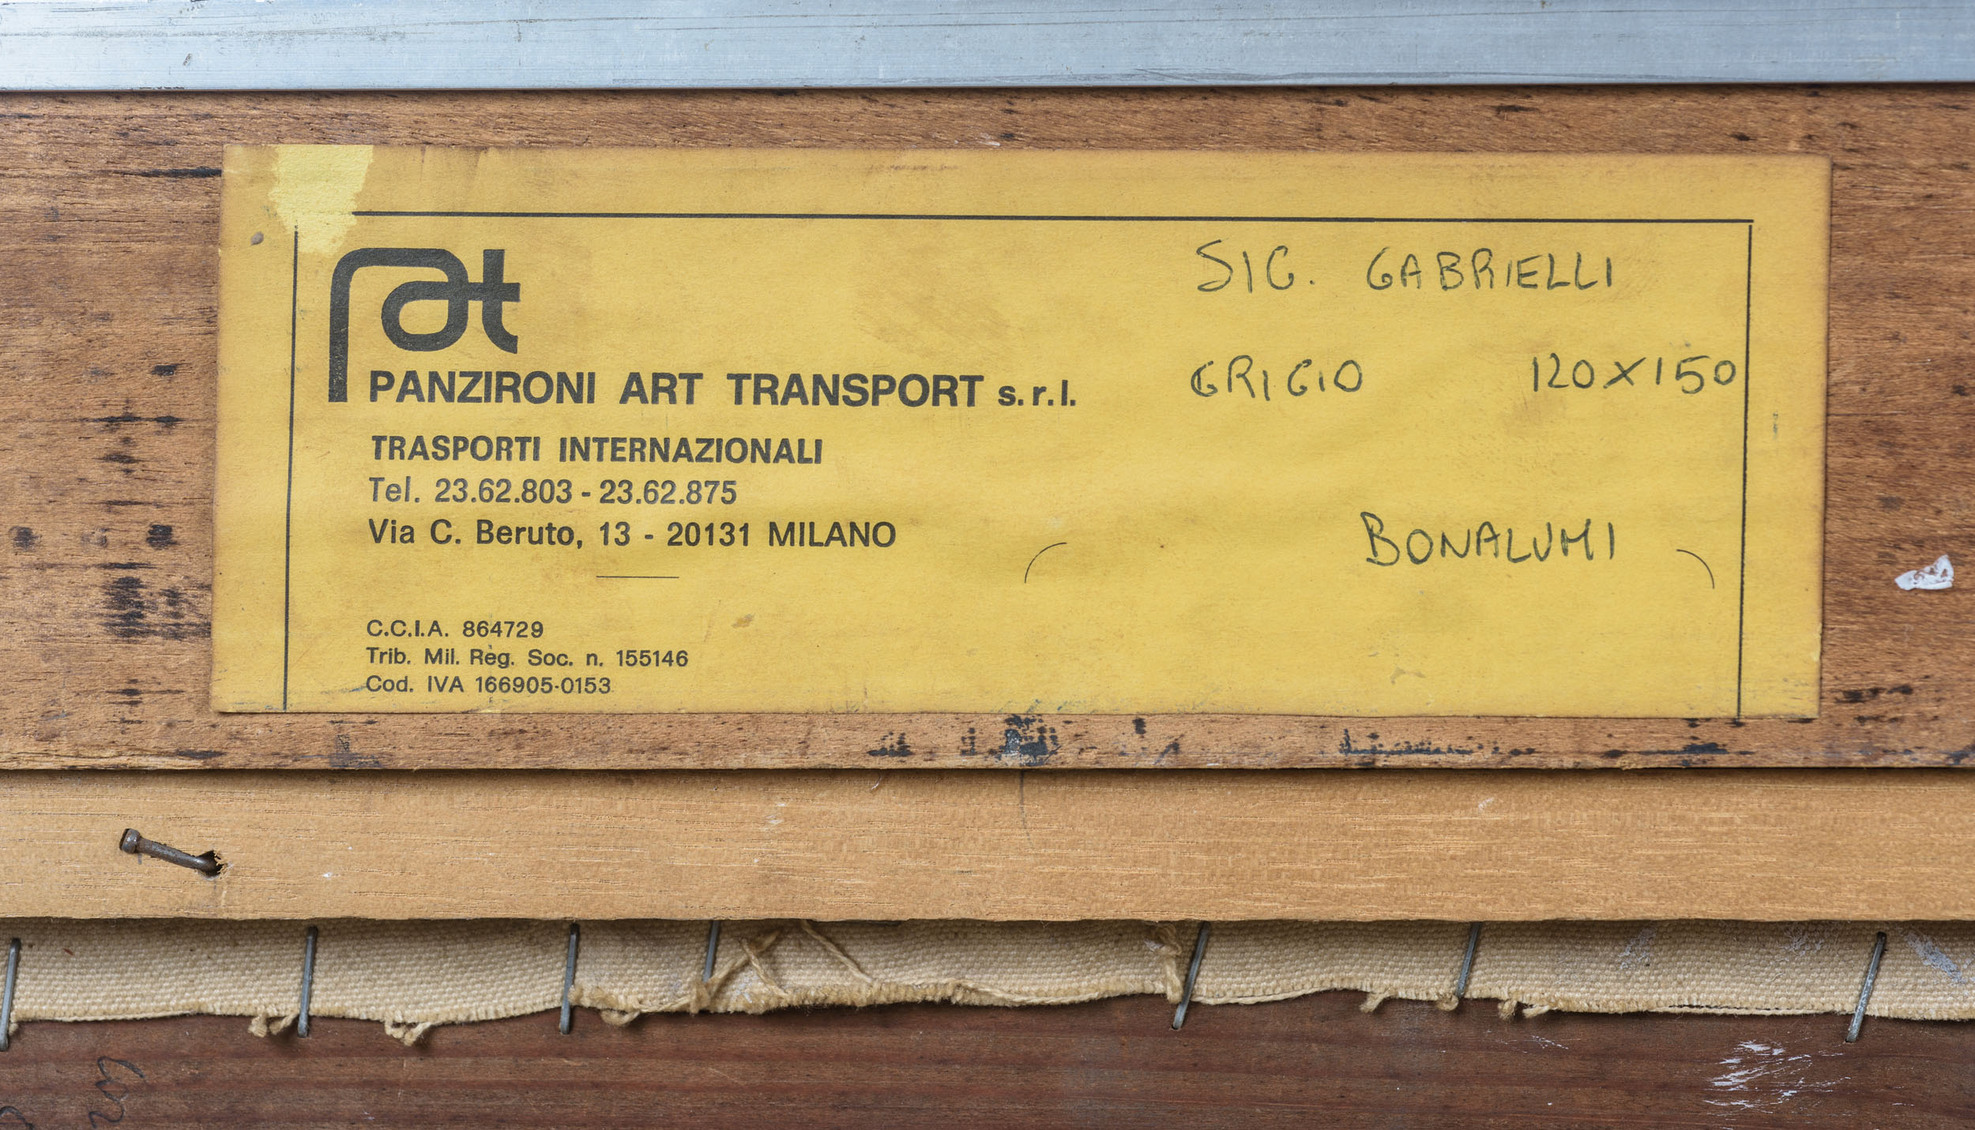 pat
PANZIRONI ART TRANSPORT s.r.l.
TRASPORTI INTERNAZIONALI
Tel. 23.62.803 - 23.62.875
Via C. Beruto, 13 - 20131 MILANO
C.C.I.A. 864729
Trib. Mil. Reg. Soc. n. 155146
Cod. IVA 166905-0153
SIG. GABRIELLI
GRIGIO 120X150
BONALUMI